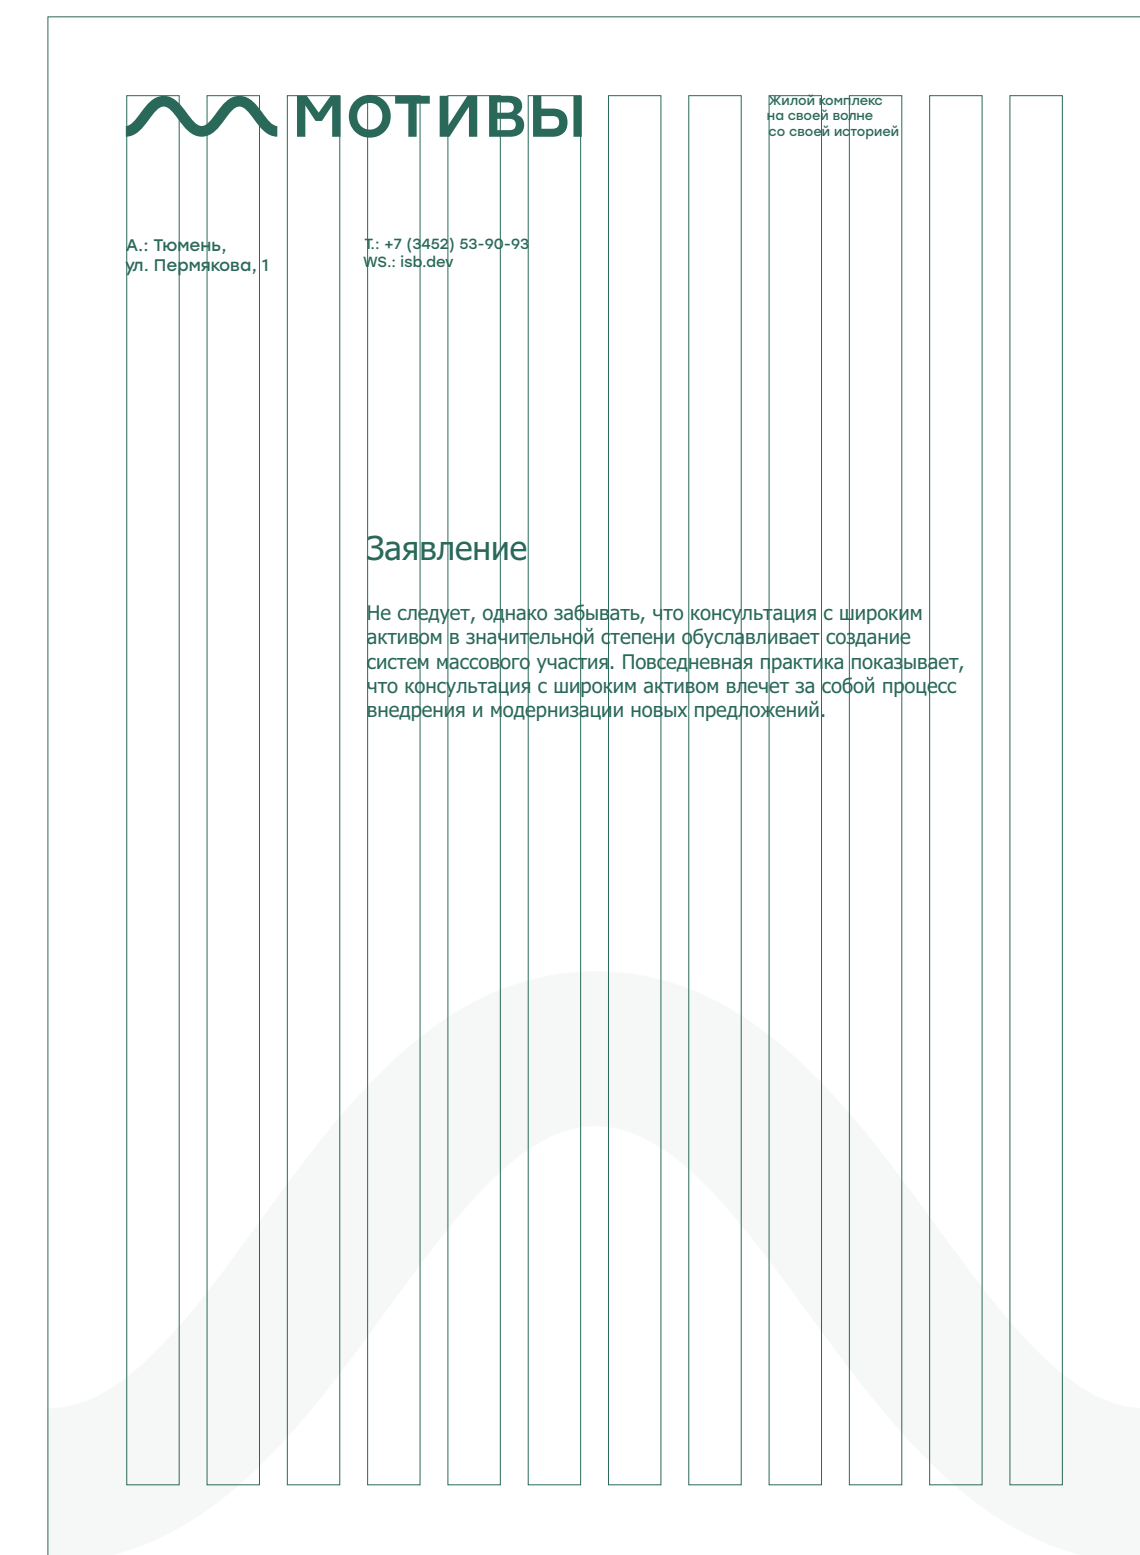 МОТИВЫ
Жилой комплекс
на своей волне
со своей историей
А.: Тюмень,
ул. Пермякова, 1
Т.: +7 (3452) 53-90-93
WS.: isb.dev
Заявление
Не следует, однако забывать, что консультация с широким
активом в значительной степени обуславливает создание
систем массового участия. Повседневная практика показывает,
что консультация с широким активом влечет за собой процесс
внедрения и модернизации новых предложений.